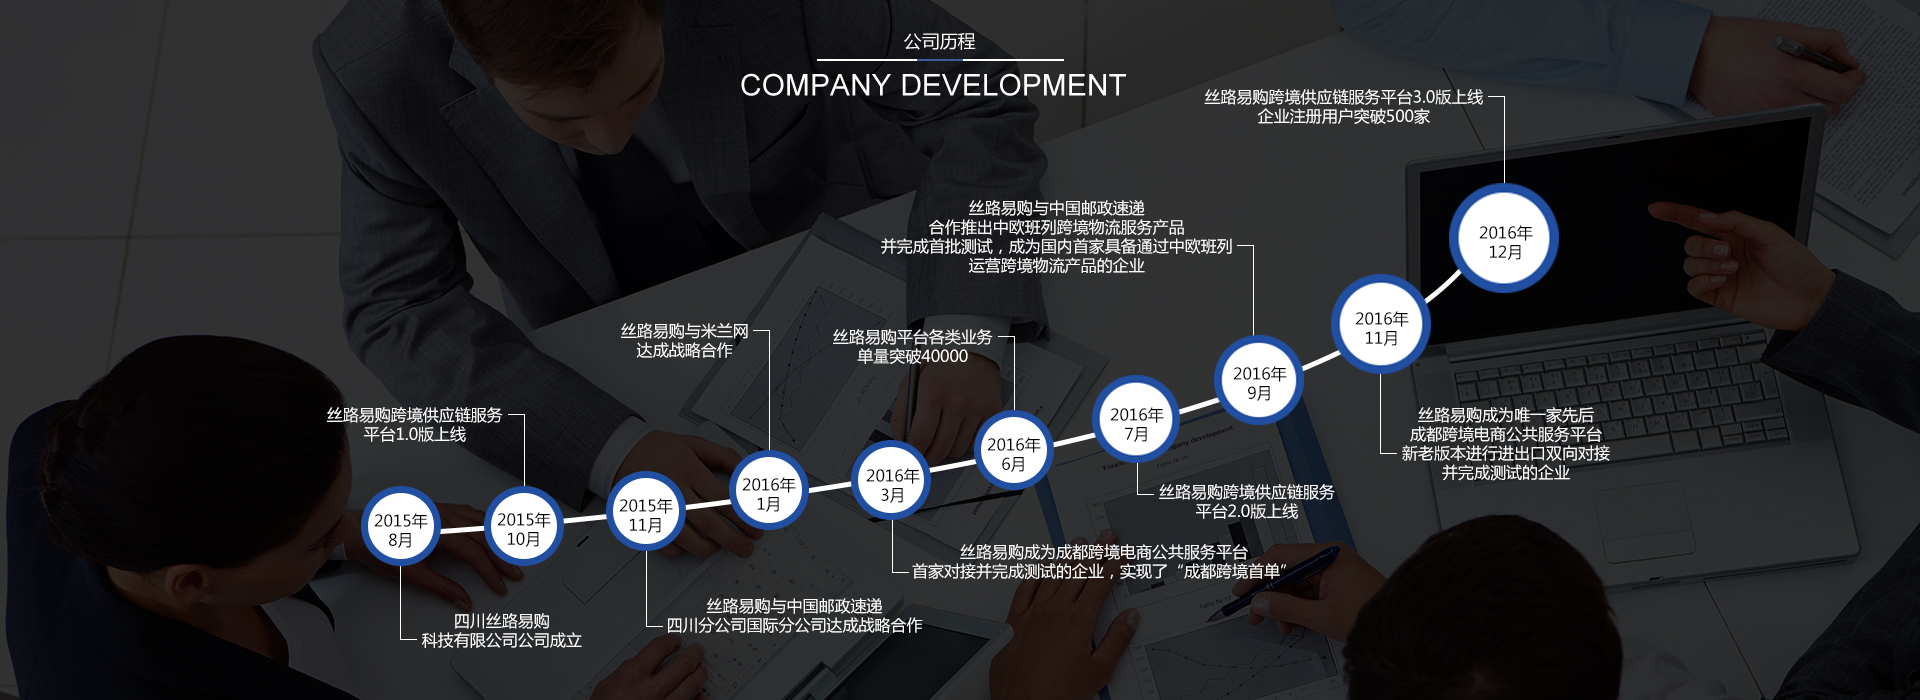 公司历程
COMPANY DEVELOPMENT
2015年
8月
四川丝路易购
科技有限公司公司成立
丝路易购跨境供应链服务
平台1.0版上线
2015年
10月
2015年
11月
丝路易购与中国邮政速递
四川分公司国际分公司达成战略合作
丝路易购与米兰网
达成战略合作
2016年
1月
2016年
3月
丝路易购成为成都跨境电商公共服务平台
首家对接并完成测试的企业，实现了“成都跨境首单”
丝路易购平台各类业务
单量突破40000
2016年
6月
2016年
7月
丝路易购跨境供应链服务
平台2.0版上线
丝路易购与中国邮政速递
合作推出中欧班列跨境物流服务产品
并完成首批测试，成为国内首家具备通过中欧班列
运营跨境物流产品的企业
2016年
9月
2016年
11月
丝路易购成为唯一家先后
成都跨境电商公共服务平台
新老版本进行进出口双向对接
并完成测试的企业
丝路易购跨境供应链服务平台3.0版上线
企业注册用户突破500家
2016年
12月